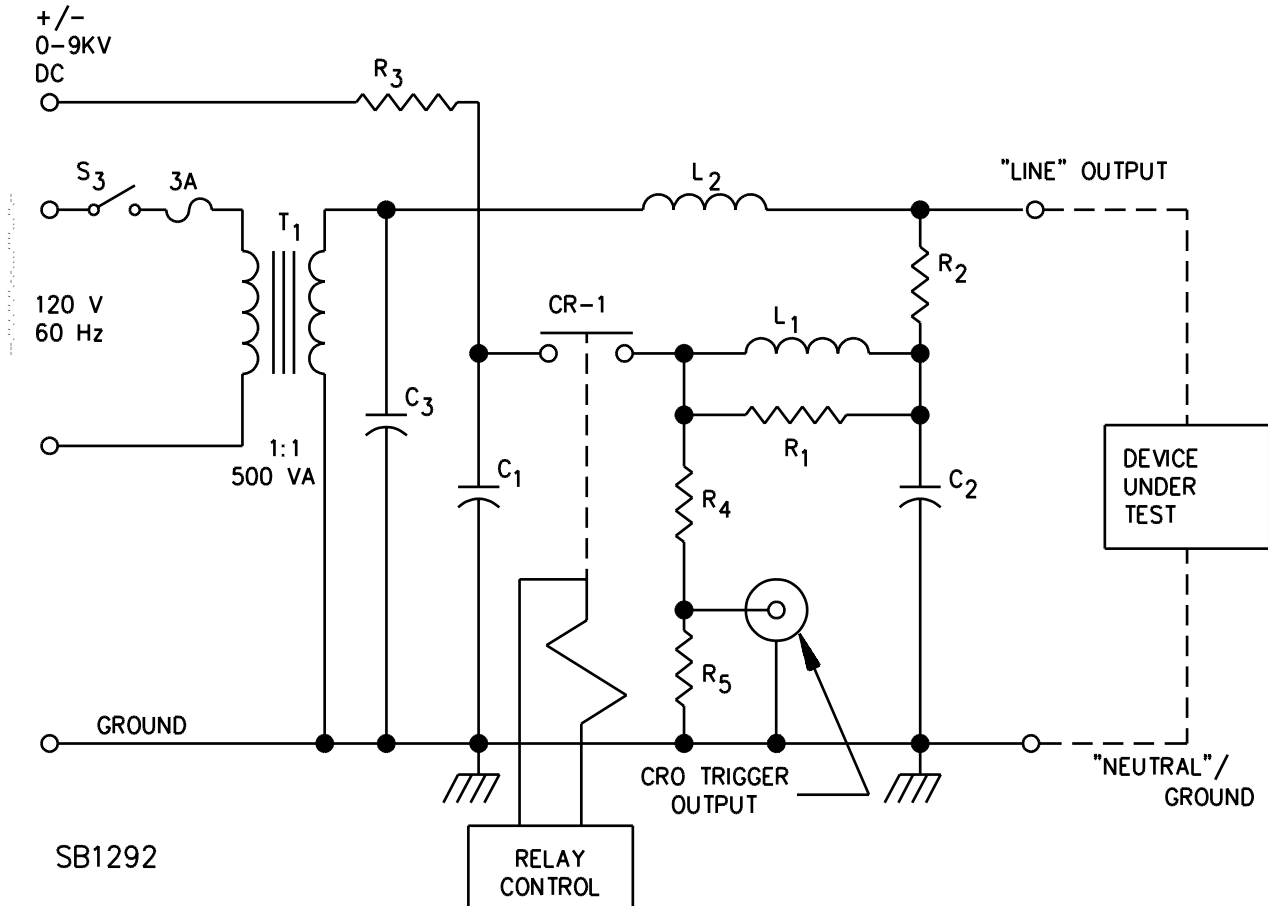 +/-
0-9KV
DC
R3
S3
3A
T1
L2
"LINE" OUTPUT
R2
120 V
60 Hz
CR-1
L1
C3
R1
1:1
500 VA
C1
R4
C2
DEVICE
UNDER
TEST
R5
GROUND
CRO TRIGGER
OUTPUT
"NEUTRAL"/
GROUND
SB1292
RELAY
CONTROL